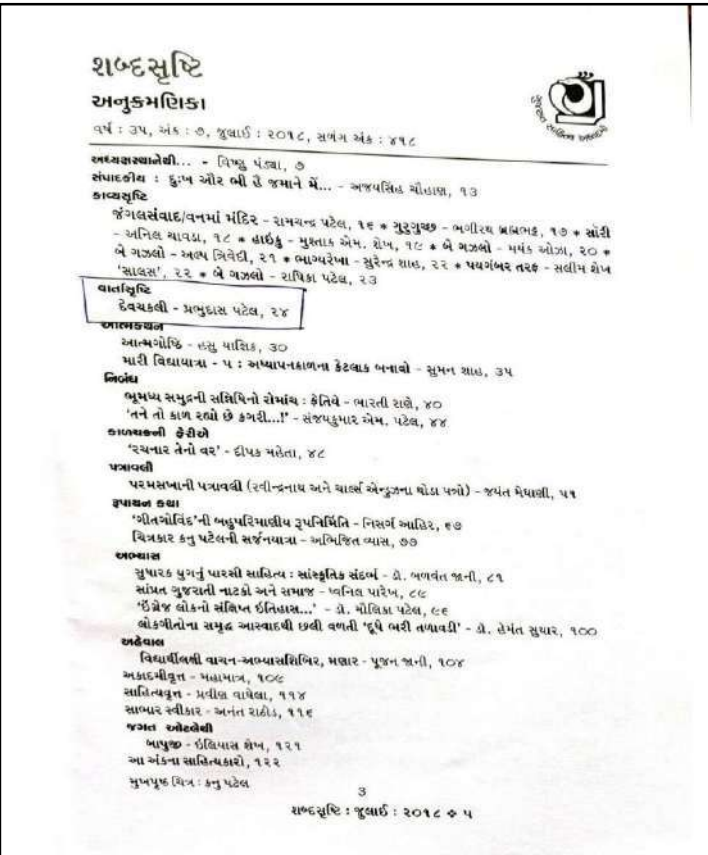 શબ્દસૃષ્ટિ
અનુક્રમણિકા
વર્ષ : ૩૫, અંક : ૭, જુલાઈ : ૨૦૧૮, સળંગ અંક : ૪૧૮
અધ્યક્ષસ્થાનેથી... - વિષ્ણુ પંડ્યા, ૭
સંપાદકીય : દુઃખ ઔર ભી હૈં જમાને મેં... - અજયસિંહ ચૌહાણ, ૧૩
કાવ્યસૃષ્ટિ
જંગલસંવાદ/વનમાં મંદિર - રામચન્દ્ર પટેલ, ૧૬ * ગુરુગુચ્છ - ભગીરથ બ્રહ્મભટ્ટ, ૧૭ * સૉરી
- અનિલ ચાવડા, ૧૮ * હાઈકુ - મુશ્તાક એમ. શેખ, ૧૯ * બે ગઝલો - મયંક ઓઝા, ૨૦ *
બે ગઝલો - અલ્પ ત્રિવેદી, ૨૧ * ભાગ્યરેખા - સુરેન્દ્ર શાહ, ૨૨ * પયગંબર તરફ - સલીમ શેખ
‘સાલસ’, ૨૨ * બે ગઝલો - રાધિકા પટેલ, ૨૩
વાર્તાસૃષ્ટિ
દેવચકલી - પ્રભુદાસ પટેલ, ૨૪
આત્મકથન
આત્મગોષ્ઠિ - હસુ યાજ્ઞિક, ૩૦
મારી વિદ્યાયાત્રા - ૫ : અધ્યાપનકાળના કેટલાક બનાવો - સુમન શાહ, ૩૫
નિબંધ
ભૂમધ્ય સમુદ્રની સન્નિધિનો રોમાંચ : ફેતિવે - ભારતી રાણે, ૪૦
‘તને તો કાળ રહ્યો છે કગરી...!’ - સંજયકુમાર એમ. પટેલ, ૪૪
કાળચક્રની ફેરીએ
‘રચનાર તેનો વર’ - દીપક મહેતા, ૪૮
પત્રાવલી
પરમસખાની પત્રાવલી (રવીન્દ્રનાથ અને ચાર્લ્સ એન્ડ્રુઝના થોડા પત્રો) - જયંત મેઘાણી, ૫૧
રૂપાયન કથા
‘ગીતગોવિંદ’ની બહુપરિમાણીય રૂપનિર્મિતિ - નિસર્ગ આહિર, ૬૭
ચિત્રકાર કનુ પટેલની સર્જનયાત્રા - અભિજિત વ્યાસ, ૭૭
અભ્યાસ
સુધારક યુગનું પારસી સાહિત્ય : સાંસ્કૃતિક સંદર્ભ - ડૉ. બળવંત જાની, ૮૧
સાંપ્રત ગુજરાતી નાટકો અને સમાજ - ધ્વનિલ પારેખ, ૮૯
‘ઇંગ્રેજ લોકનો સંક્ષિપ્ત ઇતિહાસ...’ - ડૉ. મૌલિકા પટેલ, ૯૬
લોકગીતોના સમૃદ્ધ આસ્વાદથી છલી વળતી ‘દૂધે ભરી તળાવડી’ - ડૉ. હેમંત સુથાર, ૧૦૦
અહેવાલ
વિદ્યાર્થીલક્ષી વાચન-અભ્યાસશિબિર, મણાર - પૂજન જાની, ૧૦૪
અકાદમીવૃત્ત - મહામાત્ર, ૧૦૯
સાહિત્યવૃત્ત - પ્રવીણ વાઘેલા, ૧૧૪
સાભાર સ્વીકાર - અનંત રાઠોડ, ૧૧૬
જગત ઓટલેથી
બાપુજી - ઇલિયાસ શેખ, ૧૨૧
આ અંકના સાહિત્યકારો, ૧૨૨
મુખપૃષ્ઠ ચિત્ર : કનુ પટેલ
3
શબ્દસૃષ્ટિ : જુલાઈ : ૨૦૧૮ ❖ ૫